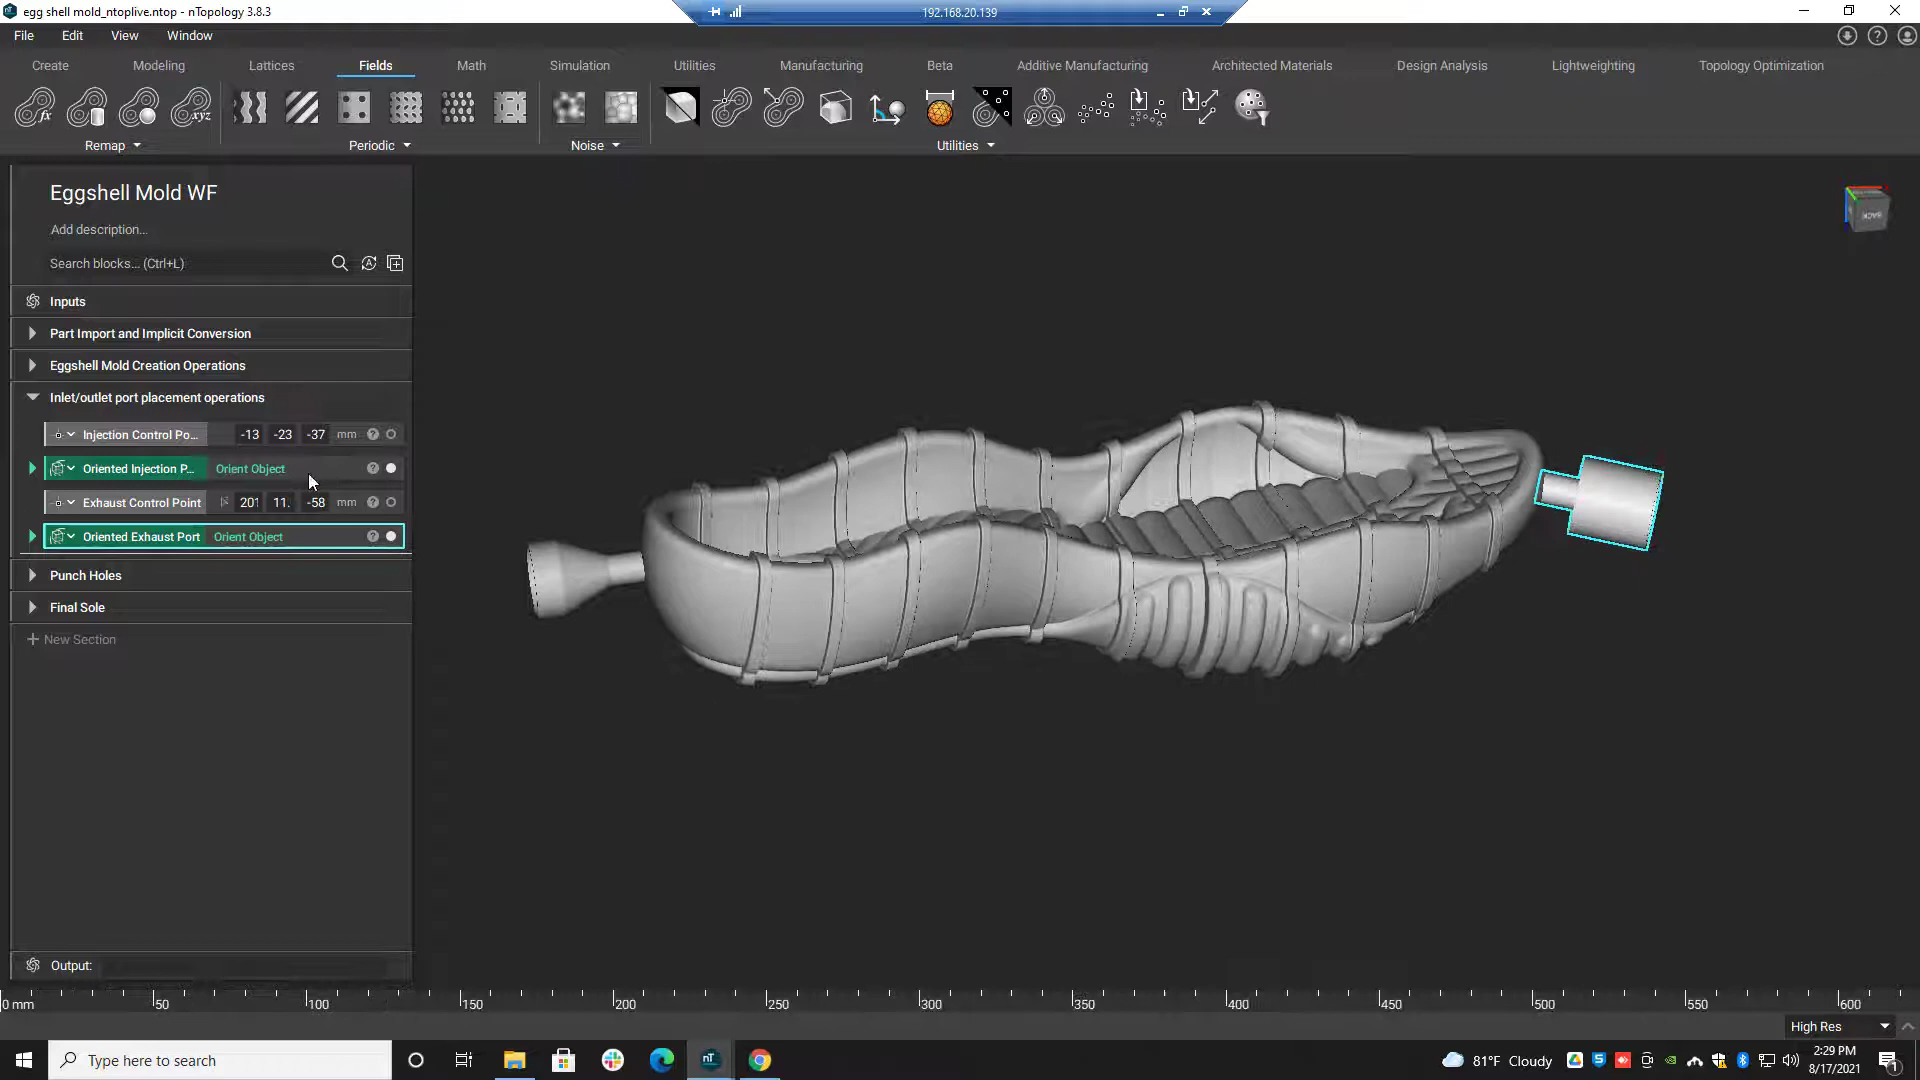 egg shell mold_ntoplive.ntop - nTopology 3.8.3
192.168.20.139
File Edit View Window
Create Modeling Lattices Fields Math Simulation Utilities Manufacturing Beta Additive Manufacturing Architected Materials Design Analysis Lightweighting Topology Optimization
fx xyz
Remap Periodic Noise Utilities
Eggshell Mold WF
Add description...
Search blocks... (Ctrl+L)
Inputs
Part Import and Implicit Conversion
Eggshell Mold Creation Operations
Inlet/outlet port placement operations
Injection Control Po... -13 -23 -37 mm
Oriented Injection P... Orient Object
Exhaust Control Point 201 11. -58 mm
Oriented Exhaust Port Orient Object
Punch Holes
Final Sole
+ New Section
BACK
Output:
0 mm 50 100 150 200 250 300 350 400 450 500 550 600
High Res
Type here to search
nT
81°F Cloudy
2:29 PM
8/17/2021
1